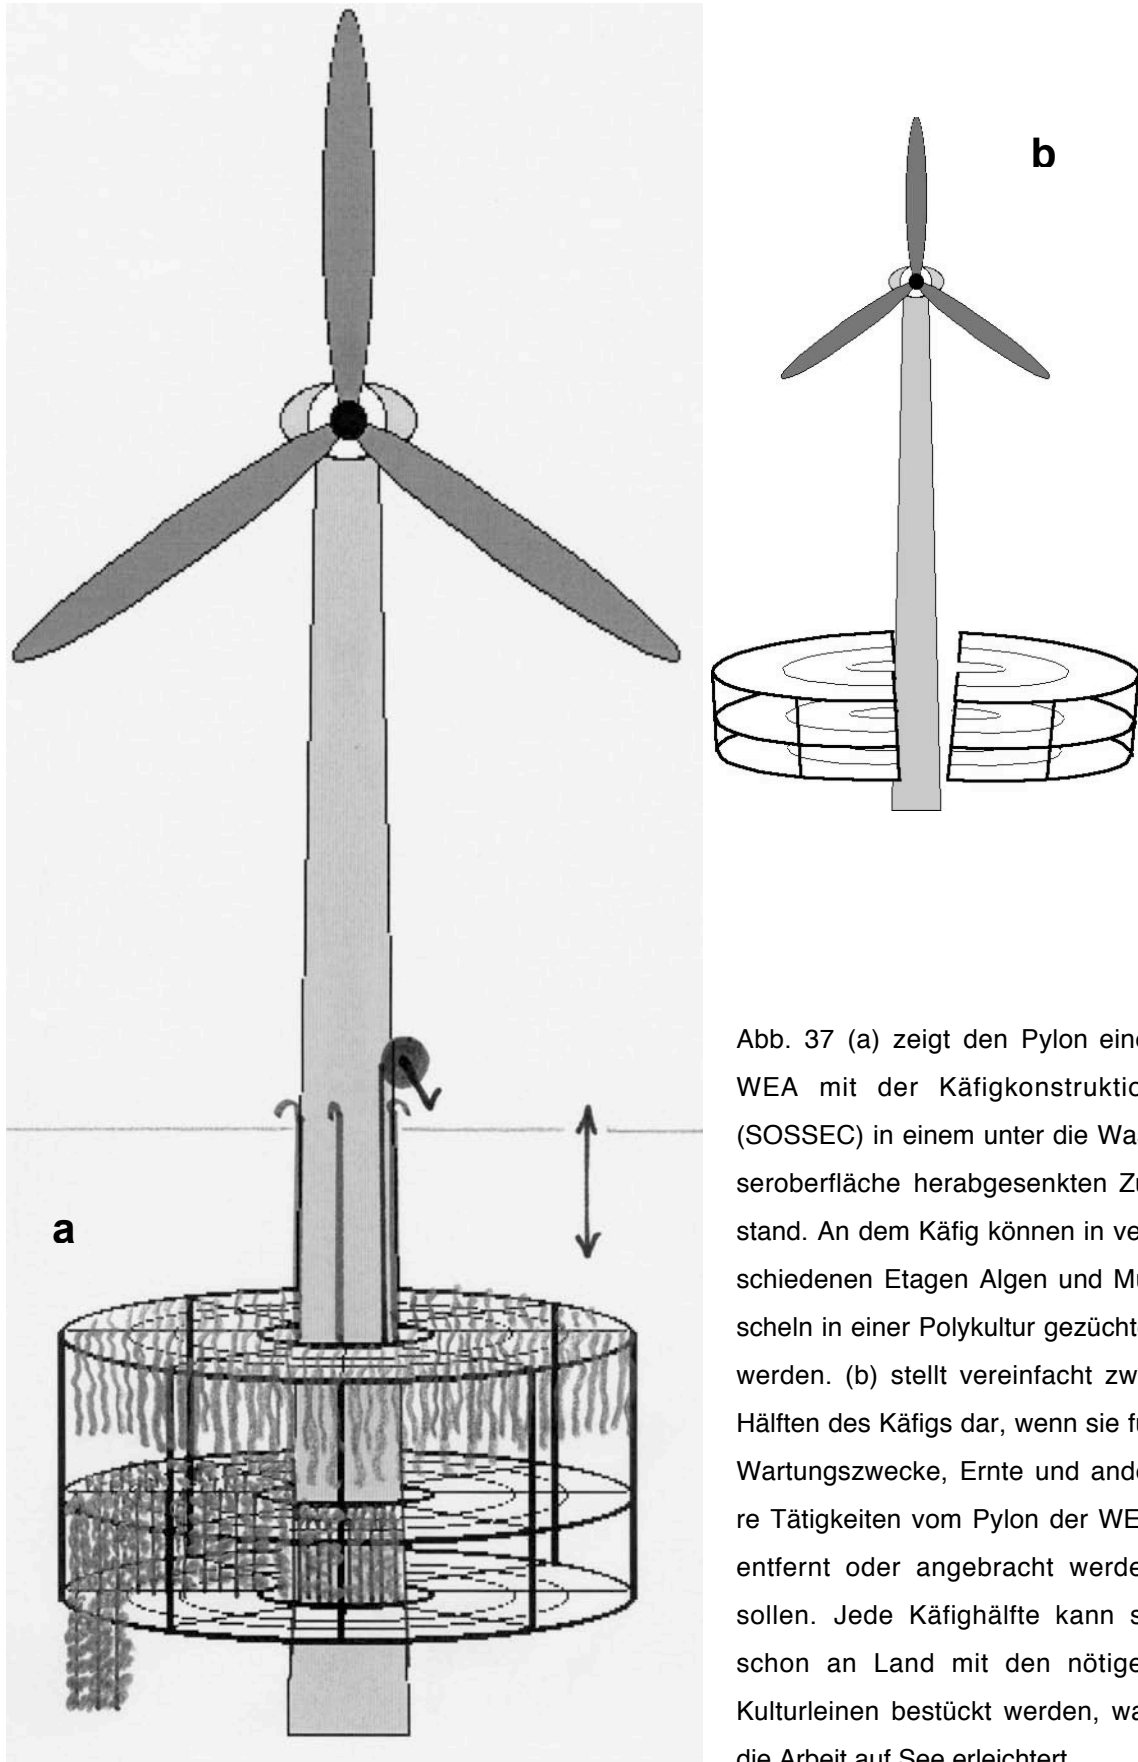 b
a
Abb. 37 (a) zeigt den Pylon eine
WEA mit der Käfigkonstruktio
(SOSSEC) in einem unter die Was
seroberfläche herabgesenkten Zu
stand. An dem Käfig können in ve
schiedenen Etagen Algen und Mu
scheln in einer Polykultur gezüchte
werden. (b) stellt vereinfacht zw
Hälften des Käfigs dar, wenn sie fü
Wartungszwecke, Ernte und ande
re Tätigkeiten vom Pylon der WE
entfernt oder angebracht werde
sollen. Jede Käfighälfte kann s
schon an Land mit den nötige
Kulturleinen bestückt werden, wa
die Arbeit auf See erleichtert